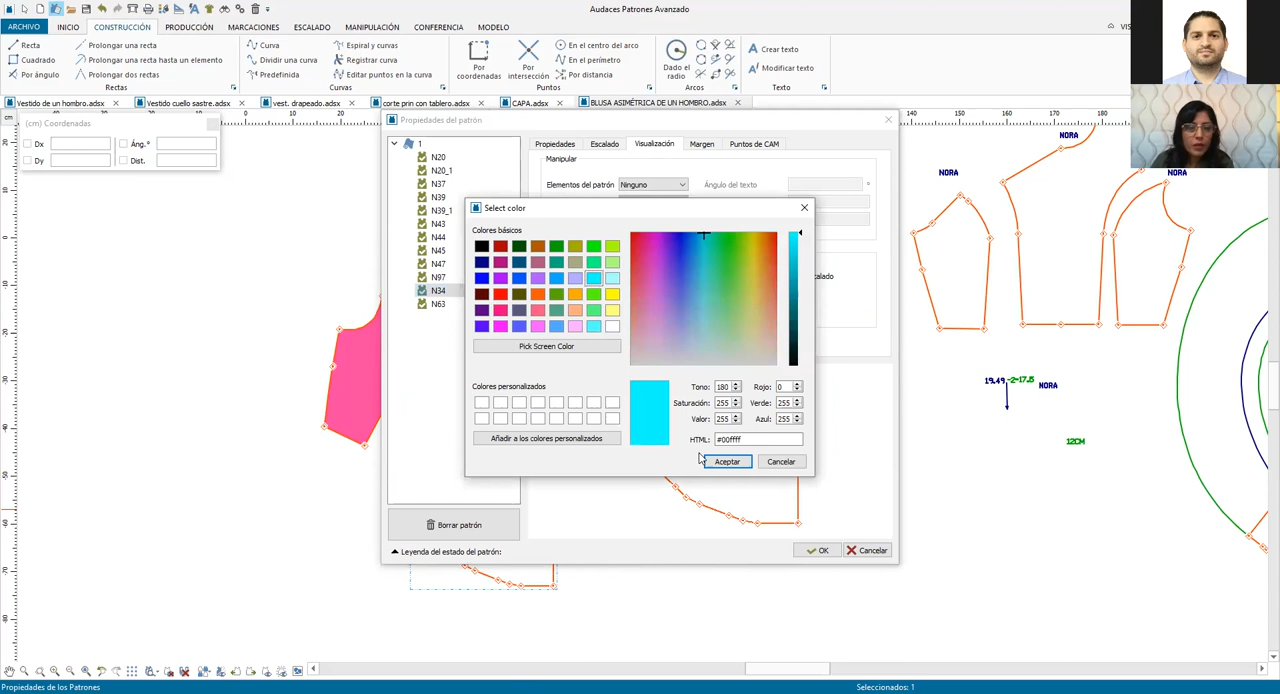 Audaces Patrones Avanzado
ARCHIVO INICIO CONSTRUCCIÓN PRODUCCIÓN MARCACIONES ESCALADO MANIPULACIÓN CONFERENCIA MODELO
Recta Prolongar una recta Curva Espiral y curvas En el centro del arco Crear texto
Cuadrado Prolongar una recta hasta un elemento Dividir una curva Registrar curva En el perímetro
Por ángulo Prolongar dos rectas Predefinida Editar puntos en la curva Por distancia Modificar texto
Por coordenadas Por intersección Dado el radio
Rectas Curvas Puntos Arcos Texto
Vestido de un hombro.adsx Vestido cuello sastre.adsx vest. drapeado.adsx corte prin con tablero.adsx CAPA.adsx BLUSA ASIMÉTRICA DE UN HOMBRO.adsx
cm
(cm) Coordenadas
Dx Áng.º
Dy Dist.
Propiedades del patrón
1
N20
N20_1
N37
N39
N39_1
N43
N44
N45
N47
N97
N34
N63
Borrar patrón
Leyenda del estado del patrón:
Propiedades Escalado Visualización Margen Puntos de CAM
Manipular
Elementos del patrón Ninguno Ángulo del texto º
OK Cancelar
Select color
Colores básicos
Pick Screen Color
Colores personalizados
Añadir a los colores personalizados
Tono: 180 Rojo: 0
Saturación: 255 Verde: 255
Valor: 255 Azul: 255
HTML: #00ffff
Aceptar Cancelar
NORA
NORA
NORA
19.49 -2=17.5 NORA
12CM
Propiedades de los Patrones Seleccionados: 1